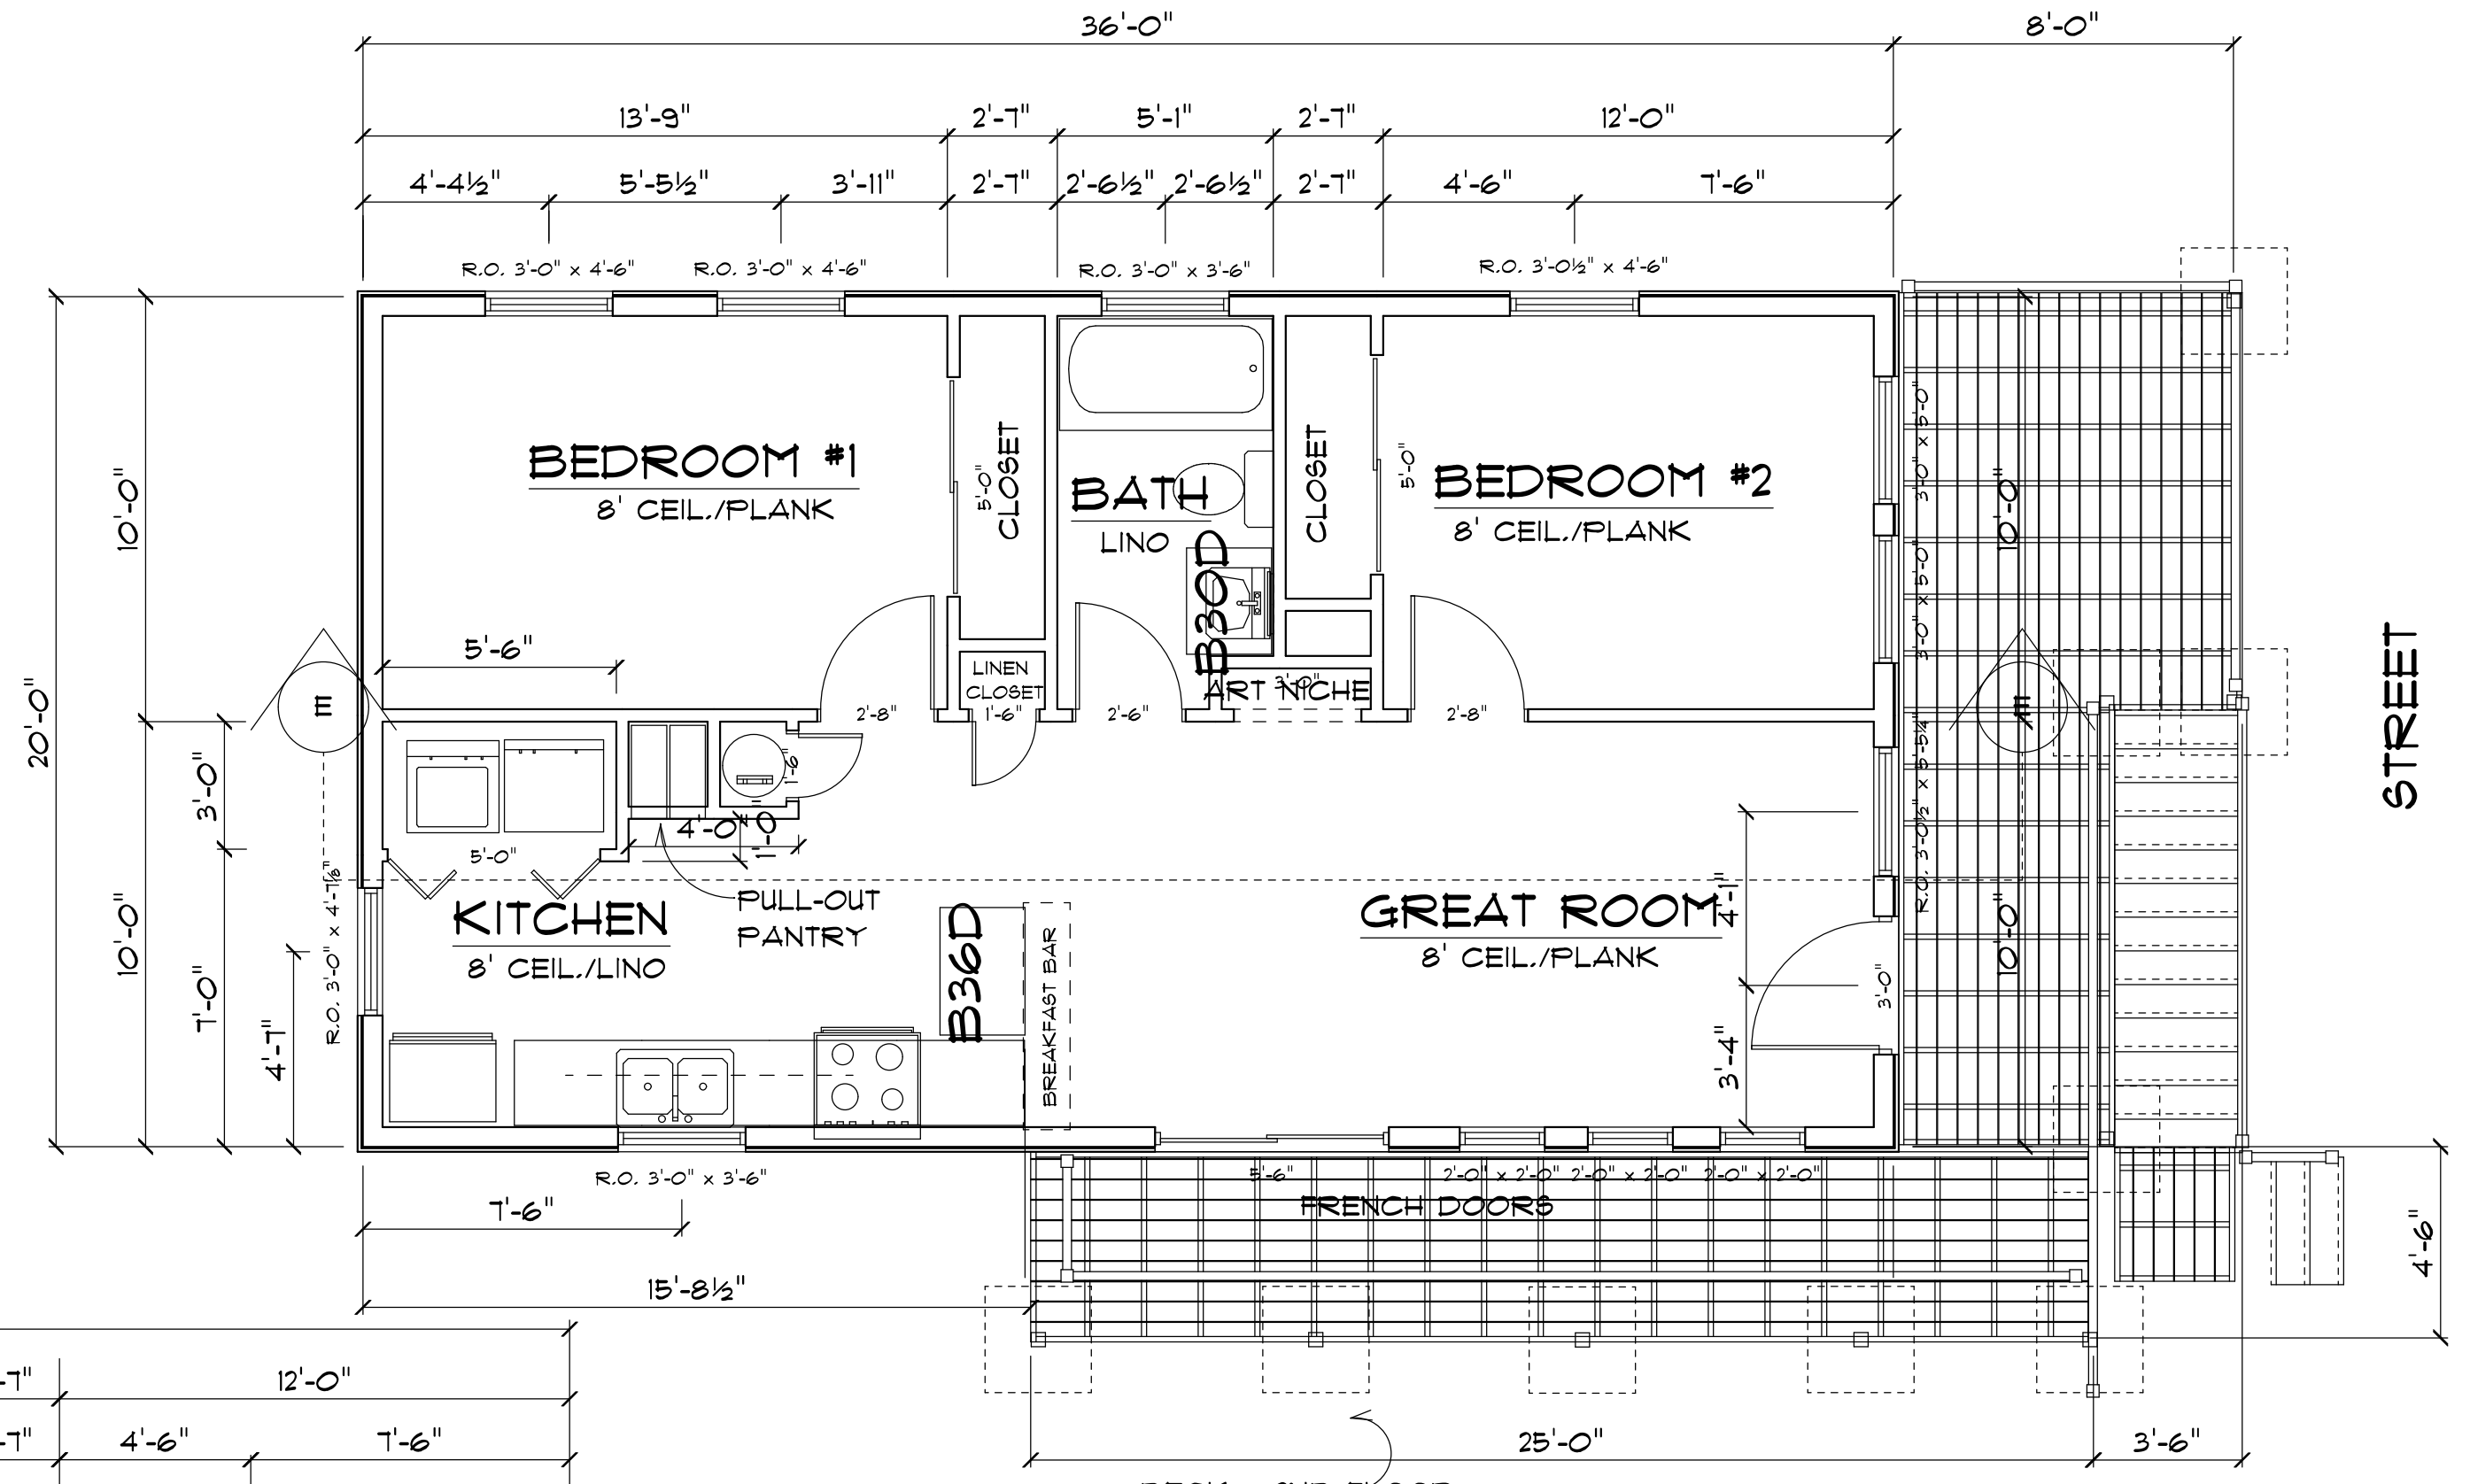 36'-0" 8'-0"
13'-9" 2'-7" 5'-1" 2'-7" 12'-0"
4'-4½" 5'-5½" 3'-11" 2'-7" 2'-6½" 2'-6½" 2'-7" 4'-6" 7'-6"
R.O. 3'-0" x 4'-6" R.O. 3'-0" x 4'-6" R.O. 3'-0" x 3'-6" R.O. 3'-0½" x 4'-6"
20'-0"
10'-0"
BEDROOM #1
8' CEIL./PLANK
5'-0"
CLOSET
BATH
LINO
B30D
CLOSET
5'-0"
BEDROOM #2
8' CEIL./PLANK
3'-0" x 5'-0"
3'-0" x 5'-0"
10'-0"
STREET
5'-6"
E
LINEN
CLOSET
ART NICHE
3'-0"
E
2'-8" 1'-6" 2'-6" 2'-8"
3'-0"
1'-6"
4'-0"
1'-0"
5'-0"
R.O. 3'-0½" x 5'-5¼"
10'-0"
7'-0"
4'-7"
R.O. 3'-0" x 4'-7⅛"
KITCHEN
8' CEIL./LINO
PULL-OUT
PANTRY
B36D
BREAKFAST BAR
GREAT ROOM
8' CEIL./PLANK
4'-1"
3'-4"
3'-0"
10'-0"
R.O. 3'-0" x 3'-6"
5'-6" 2'-0" x 2'-0" 2'-0" x 2'-0" 2'-0" x 2'-0"
FRENCH DOORS
7'-6"
4'-6"
15'-8½"
-7" 12'-0"
-7" 4'-6" 7'-6"
25'-0" 3'-6"